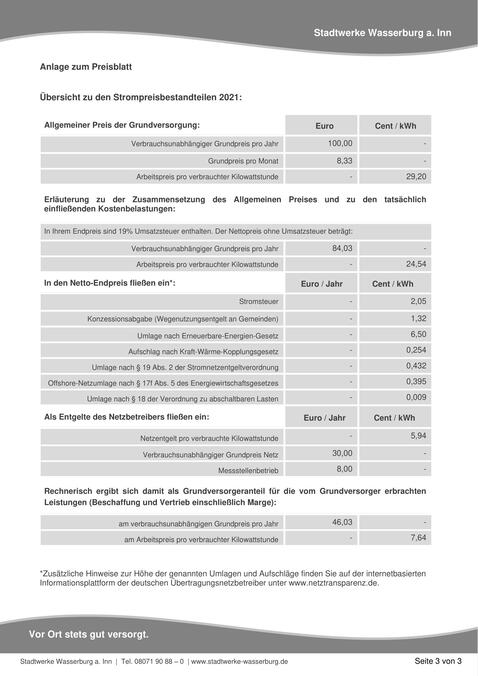 Stadtwerke Wasserburg a. Inn
Anlage zum Preisblatt
Übersicht zu den Strompreisbestandteilen 2021:
Allgemeiner Preis der Grundversorgung: Euro Cent / kWh
Verbrauchsunabhängiger Grundpreis pro Jahr 100,00 -
Grundpreis pro Monat 8,33 -
Arbeitspreis pro verbrauchter Kilowattstunde - 29,20
Erläuterung zu der Zusammensetzung des Allgemeinen Preises und zu den tatsächlich
einfließenden Kostenbelastungen:
In Ihrem Endpreis sind 19% Umsatzsteuer enthalten. Der Nettopreis ohne Umsatzsteuer beträgt:
Verbrauchsunabhängiger Grundpreis pro Jahr 84,03 -
Arbeitspreis pro verbrauchter Kilowattstunde - 24,54
In den Netto-Endpreis fließen ein*: Euro / Jahr Cent / kWh
Stromsteuer - 2,05
Konzessionsabgabe (Wegenutzungsentgelt an Gemeinden) - 1,32
Umlage nach Erneuerbare-Energien-Gesetz - 6,50
Aufschlag nach Kraft-Wärme-Kopplungsgesetz - 0,254
Umlage nach § 19 Abs. 2 der Stromnetzentgeltverordnung - 0,432
Offshore-Netzumlage nach § 17f Abs. 5 des Energiewirtschaftsgesetzes - 0,395
Umlage nach § 18 der Verordnung zu abschaltbaren Lasten - 0,009
Als Entgelte des Netzbetreibers fließen ein: Euro / Jahr Cent / kWh
Netzentgelt pro verbrauchte Kilowattstunde - 5,94
Verbrauchsunabhängiger Grundpreis Netz 30,00 -
Messstellenbetrieb 8,00 -
Rechnerisch ergibt sich damit als Grundversorgeranteil für die vom Grundversorger erbrachten
Leistungen (Beschaffung und Vertrieb einschließlich Marge):
am verbrauchsunabhängigen Grundpreis pro Jahr 46,03 -
am Arbeitspreis pro verbrauchter Kilowattstunde - 7,64
*Zusätzliche Hinweise zur Höhe der genannten Umlagen und Aufschläge finden Sie auf der internetbasierten
Informationsplattform der deutschen Übertragungsnetzbetreiber unter www.netztransparenz.de.
Vor Ort stets gut versorgt.
Stadtwerke Wasserburg a. Inn | Tel. 08071 90 88 – 0 | www.stadtwerke-wasserburg.de Seite 3 von 3